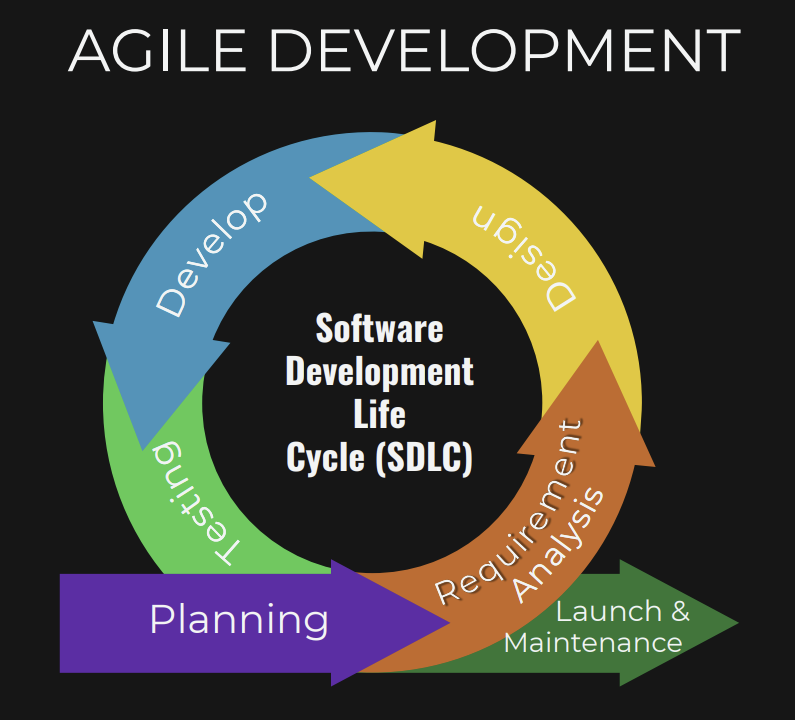 AGILE DEVELOPMENT
Develop
Design
Software
Development
Life
Cycle (SDLC)
Testing
Requirement
Analysis
Planning
Launch &
Maintenance